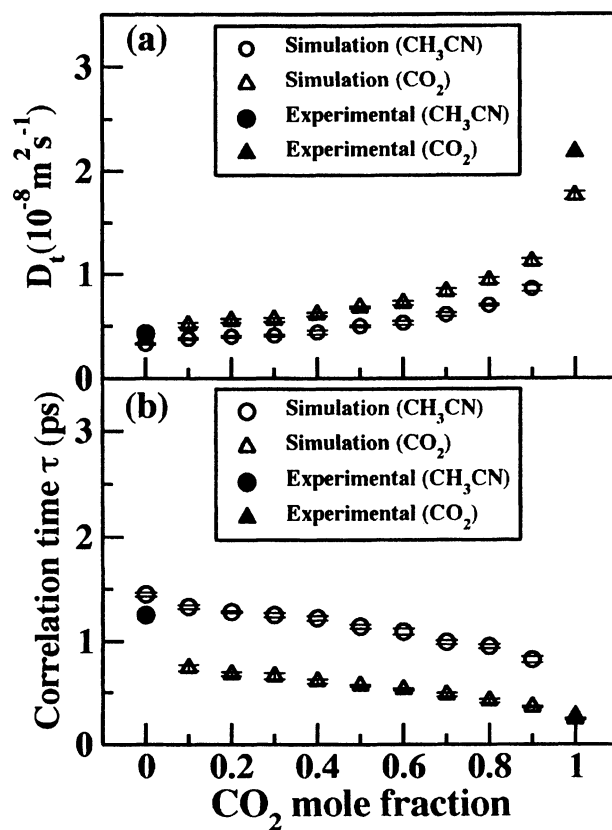 (a)
Simulation (CH₃CN)
Simulation (CO₂)
Experimental (CH₃CN)
Experimental (CO₂)
3
2
1
0
Dₜ(10⁻⁸ m² s⁻¹)
(b)
Simulation (CH₃CN)
Simulation (CO₂)
Experimental (CH₃CN)
Experimental (CO₂)
3
2
1
0
Correlation time τ (ps)
0 0.2 0.4 0.6 0.8 1
CO₂ mole fraction